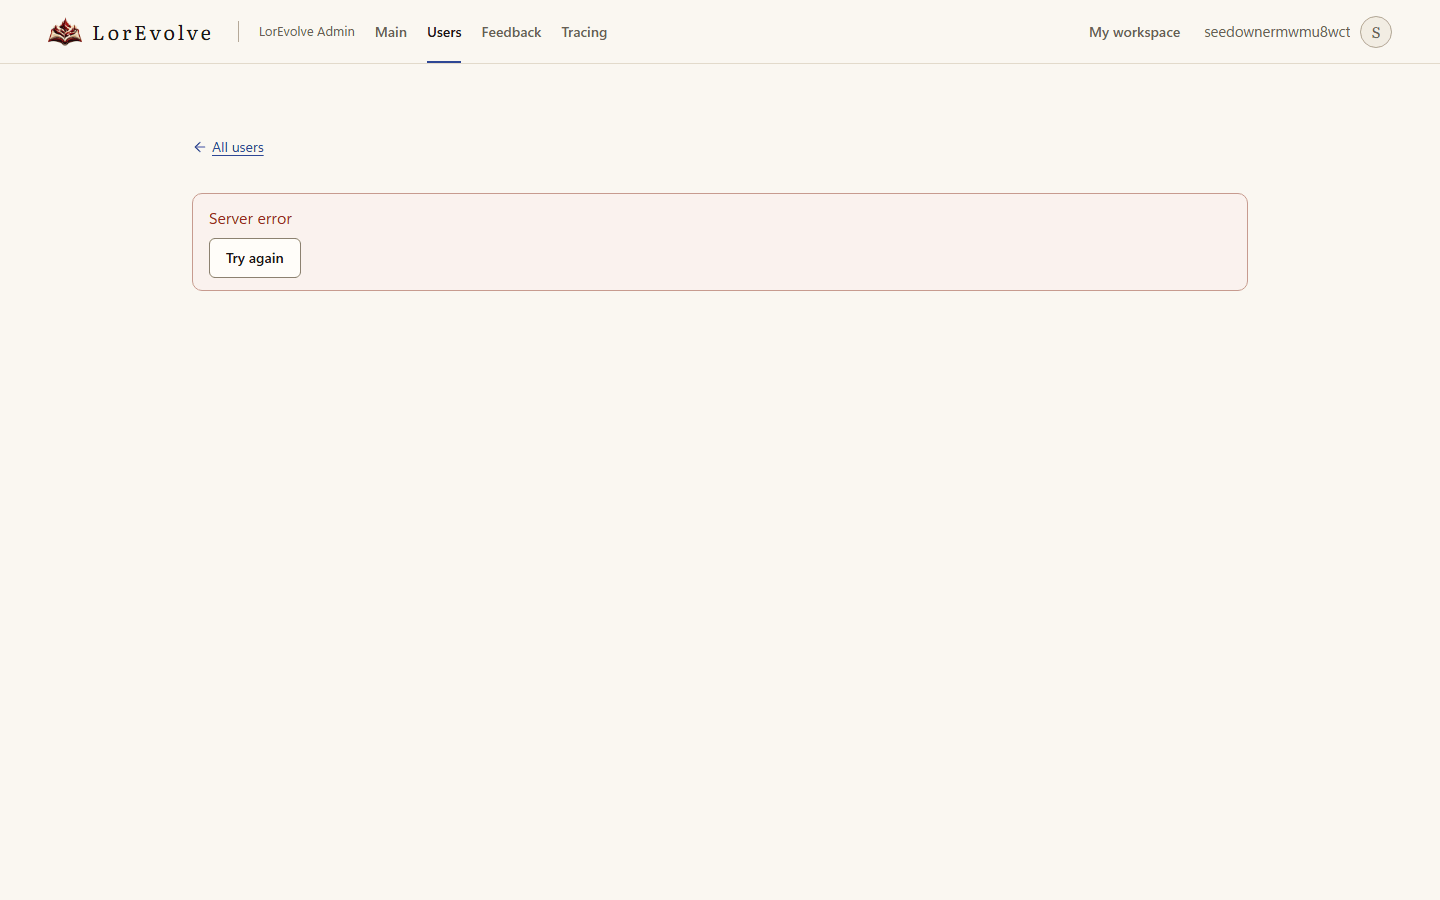 LorEvolve
LorEvolve Admin
Main
Users
Feedback
Tracing
My workspace
seedownermwmu8wct
S
← All users
Server error
Try again